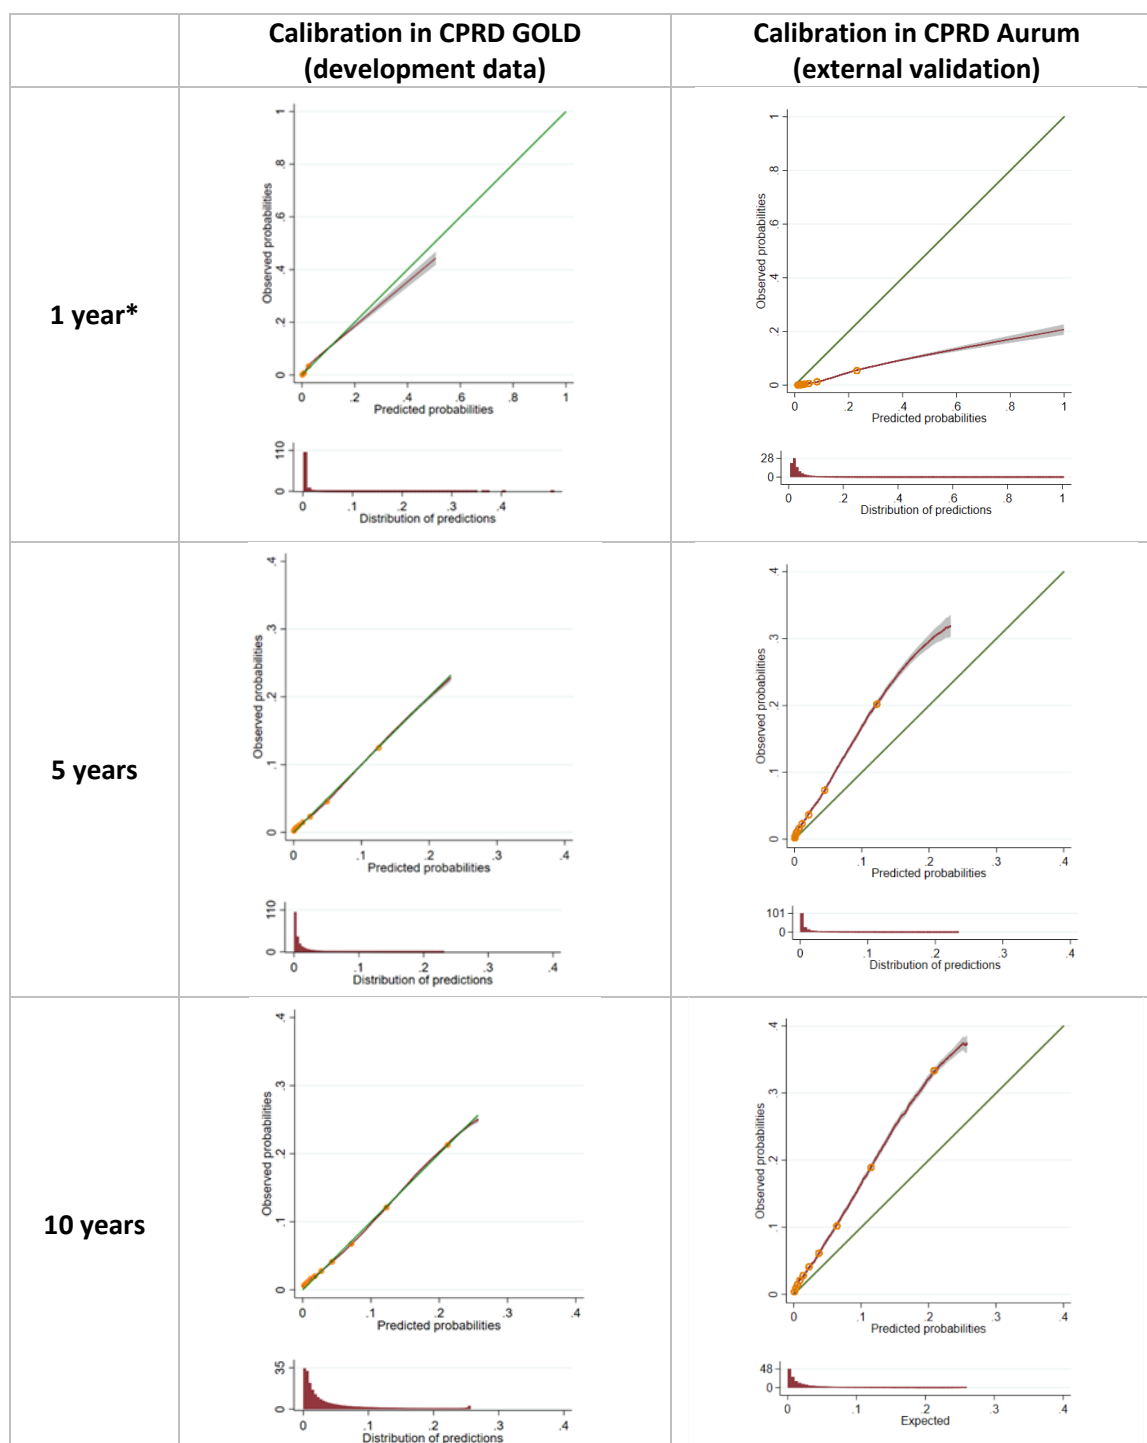 Calibration in CPRD GOLD
(development data)
Calibration in CPRD Aurum
(external validation)
1 year*
Observed probabilities
0 .2 .4 .6 .8 1
0 .2 .4 .6 .8 1
Predicted probabilities
0 110
0 .1 .2 .3 .4
Distribution of predictions
Observed probabilities
0 .2 .4 .6 .8 1
0 .2 .4 .6 .8 1
Predicted probabilities
28
0
0 .2 .4 .6 .8 1
Distribution of predictions
5 years
Observed probabilities
0 .1 .2 .3 .4
0 .1 .2 .3 .4
Predicted probabilities
0 110
0 .1 .2 .3 .4
Distribution of predictions
Observed probabilities
0 .1 .2 .3 .4
0 .1 .2 .3 .4
Predicted probabilities
101
0
0 .1 .2 .3 .4
Distribution of predictions
10 years
Observed probabilities
0 .1 .2 .3 .4
0 .1 .2 .3 .4
Predicted probabilities
0 35
0 .1 .2 .3 .4
Distribution of predictions
Observed probabilities
0 .1 .2 .3 .4
0 .1 .2 .3 .4
Predicted probabilities
48
0
0 .1 .2 .3 .4
Expected